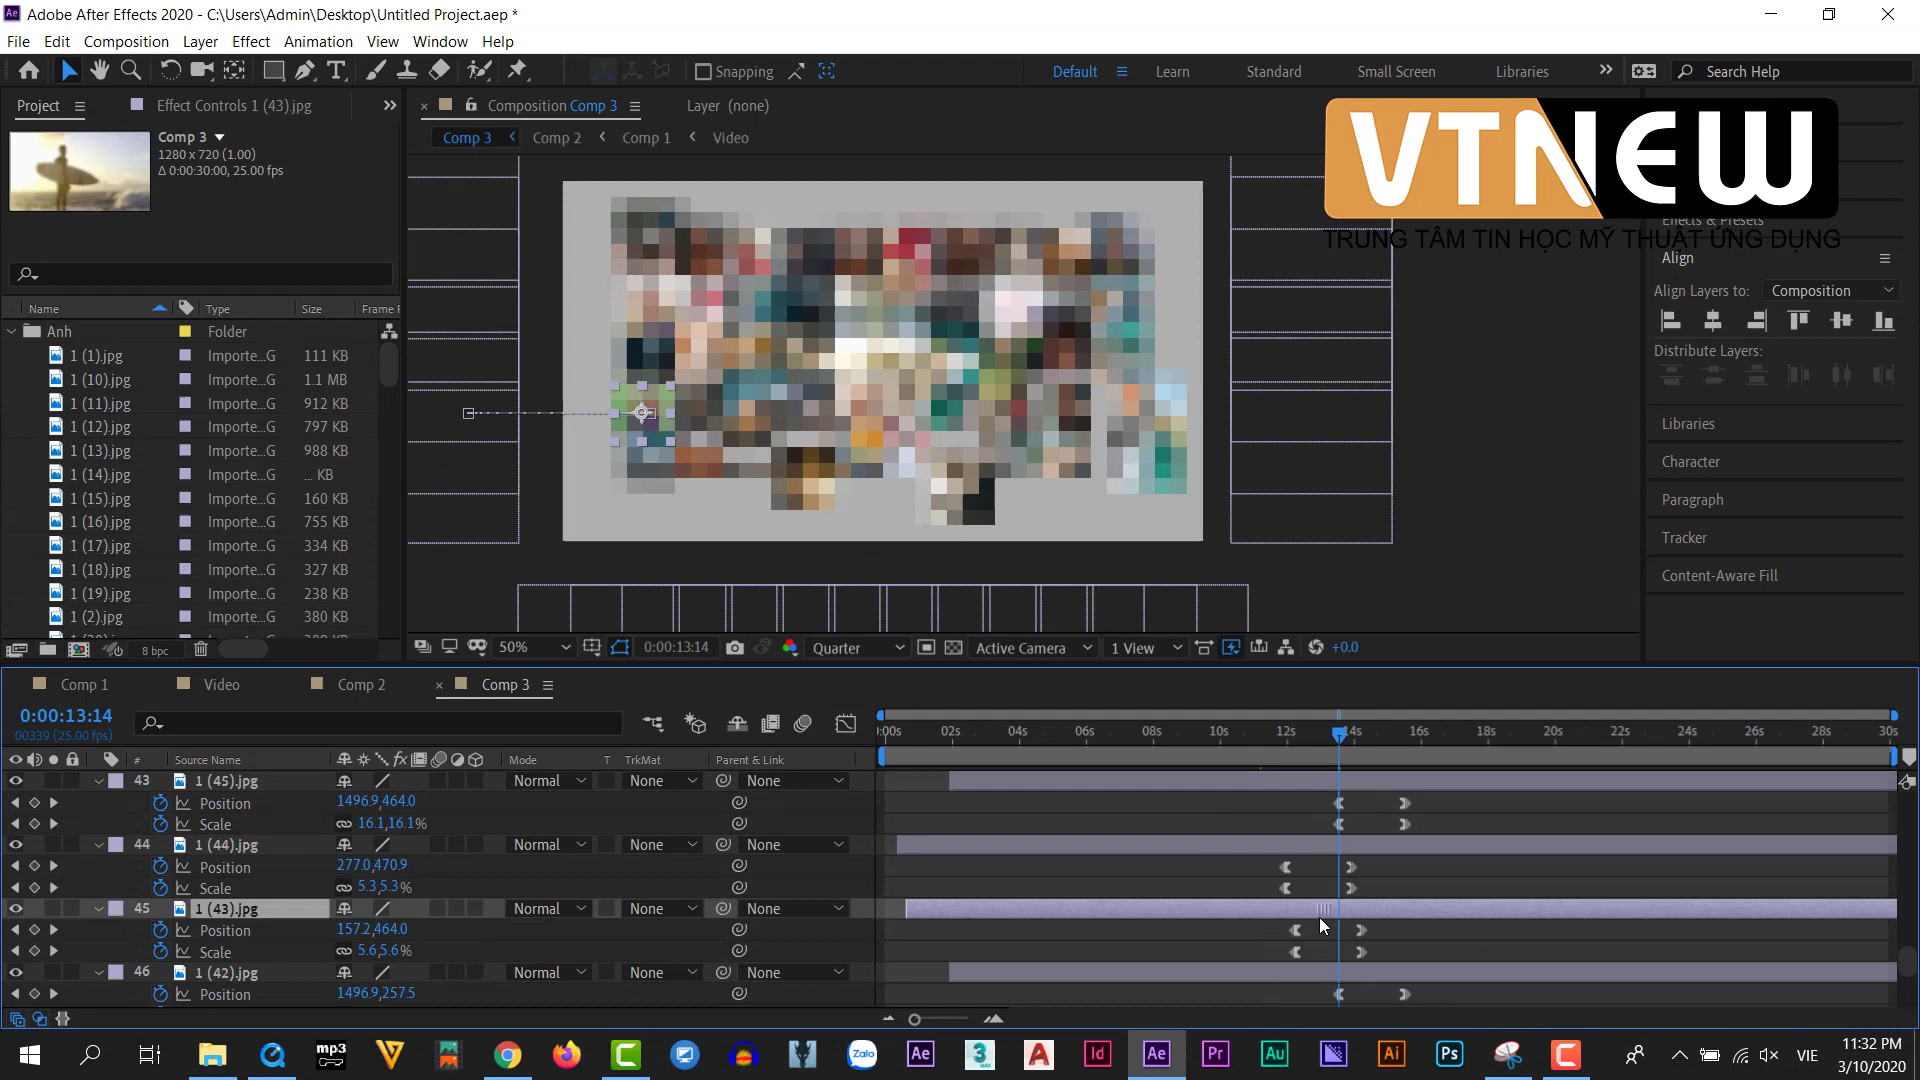 Adobe After Effects 2020 - C:\Users\Admin\Desktop\Untitled Project.aep *
File Edit Composition Layer Effect Animation View Window Help
Snapping Default Learn Standard Small Screen Libraries Search Help
Project Effect Controls 1 (43).jpg
Composition Comp 3 Layer (none)
Comp 3
1280 x 720 (1.00)
Δ 0:00:30:00, 25.00 fps
Comp 3 Comp 2 Comp 1 Video
VTNEW
TRUNG TÂM TIN HỌC MỸ THUẬT ỨNG DỤNG
Effects & Presets
Align
Align Layers to: Composition
Distribute Layers:
Libraries
Character
Paragraph
Tracker
Content-Aware Fill
Name Type Size Frame
Anh Folder
1 (1).jpg Importe...G 111 KB
1 (10).jpg Importe...G 1.1 MB
1 (11).jpg Importe...G 912 KB
1 (12).jpg Importe...G 797 KB
1 (13).jpg Importe...G 988 KB
1 (14).jpg Importe...G ... KB
1 (15).jpg Importe...G 160 KB
1 (16).jpg Importe...G 755 KB
1 (17).jpg Importe...G 334 KB
1 (18).jpg Importe...G 327 KB
1 (19).jpg Importe...G 238 KB
1 (2).jpg Importe...G 380 KB
8 bpc
50% 0:00:13:14 Quarter Active Camera 1 View +0.0
Comp 1 Video Comp 2 Comp 3
0:00:13:14
00339 (25.00 fps)
:00s 02s 04s 06s 08s 10s 12s 14s 16s 18s 20s 22s 24s 26s 28s 30s
# Source Name Mode T TrkMat Parent & Link
43 1 (45).jpg Normal None None
Position 1496.9,464.0
Scale 16.1,16.1%
44 1 (44).jpg Normal None None
Position 277.0,470.9
Scale 5.3,5.3%
45 1 (43).jpg Normal None None
Position 157.2,464.0
Scale 5.6,5.6%
46 1 (42).jpg Normal None None
Position 1496.9,257.5
mp3 Zalo Ae 3 MAX A Id Ae Pr Au Ai Ps VIE
11:32 PM
3/10/2020